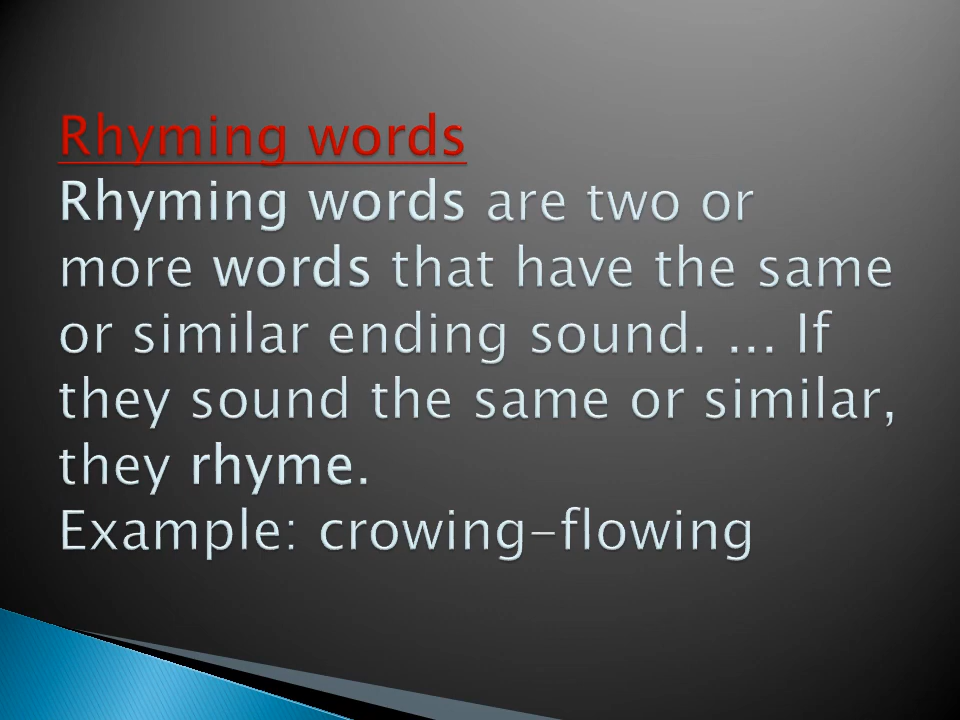 Rhyming words
Rhyming words are two or
more words that have the same
or similar ending sound. ... If
they sound the same or similar,
they rhyme.
Example: crowing-flowing